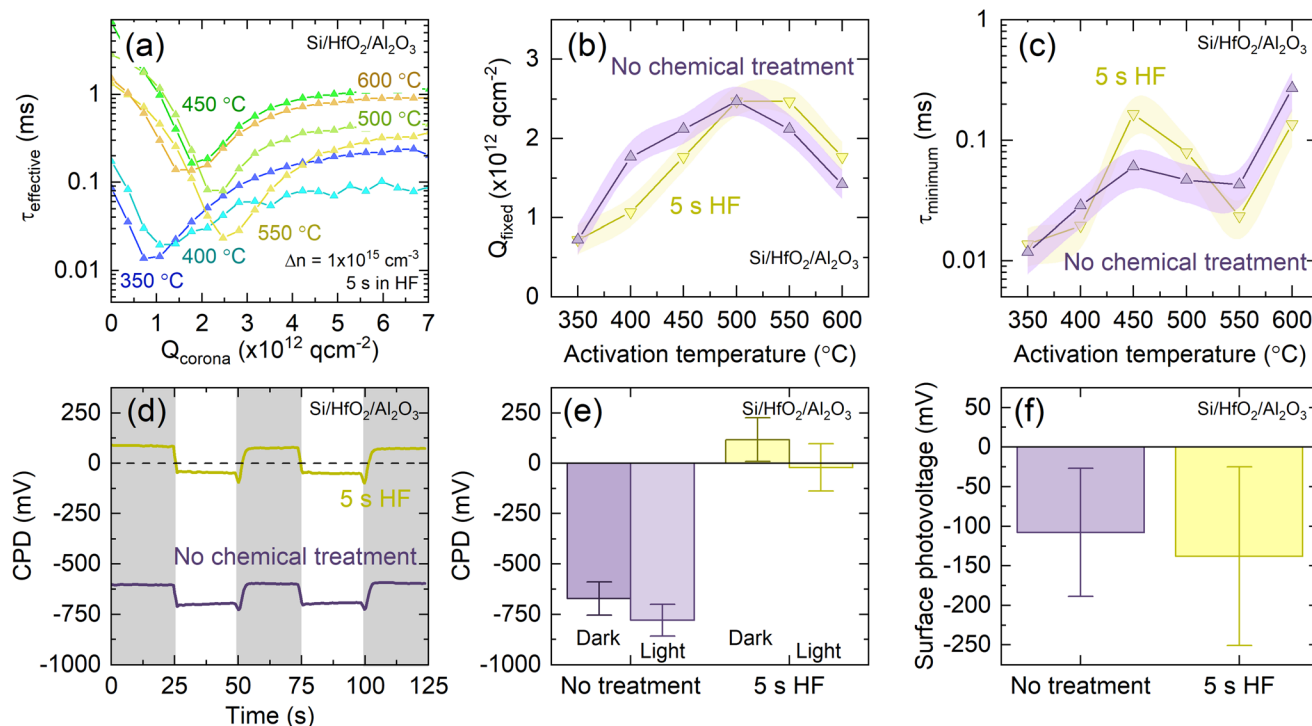 (a)
Si/HfO₂/Al₂O₃
600 °C
450 °C
500 °C
550 °C
400 °C
350 °C
Δn = 1x10¹⁵ cm⁻³
5 s in HF
τeffective (ms)
1
0.1
0.01
0 1 2 3 4 5 6 7
Qcorona (x10¹² qcm⁻²)
(b)
Si/HfO₂/Al₂O₃
No chemical treatment
5 s HF
Qfixed (x10¹² qcm⁻²)
3
2
1
0
350 400 450 500 550 600
Activation temperature (°C)
(c)
Si/HfO₂/Al₂O₃
5 s HF
No chemical treatment
τminimum (ms)
1
0.1
0.01
350 400 450 500 550 600
Activation temperature (°C)
(d)
Si/HfO₂/Al₂O₃
5 s HF
No chemical treatment
CPD (mV)
250
0
-250
-500
-750
-1000
0 25 50 75 100 125
Time (s)
(e)
Si/HfO₂/Al₂O₃
CPD (mV)
250
0
-250
-500
-750
-1000
Dark Light Dark Light
No treatment 5 s HF
(f)
Si/HfO₂/Al₂O₃
Surface photovoltage (mV)
50
0
-50
-100
-150
-200
-250
No treatment 5 s HF